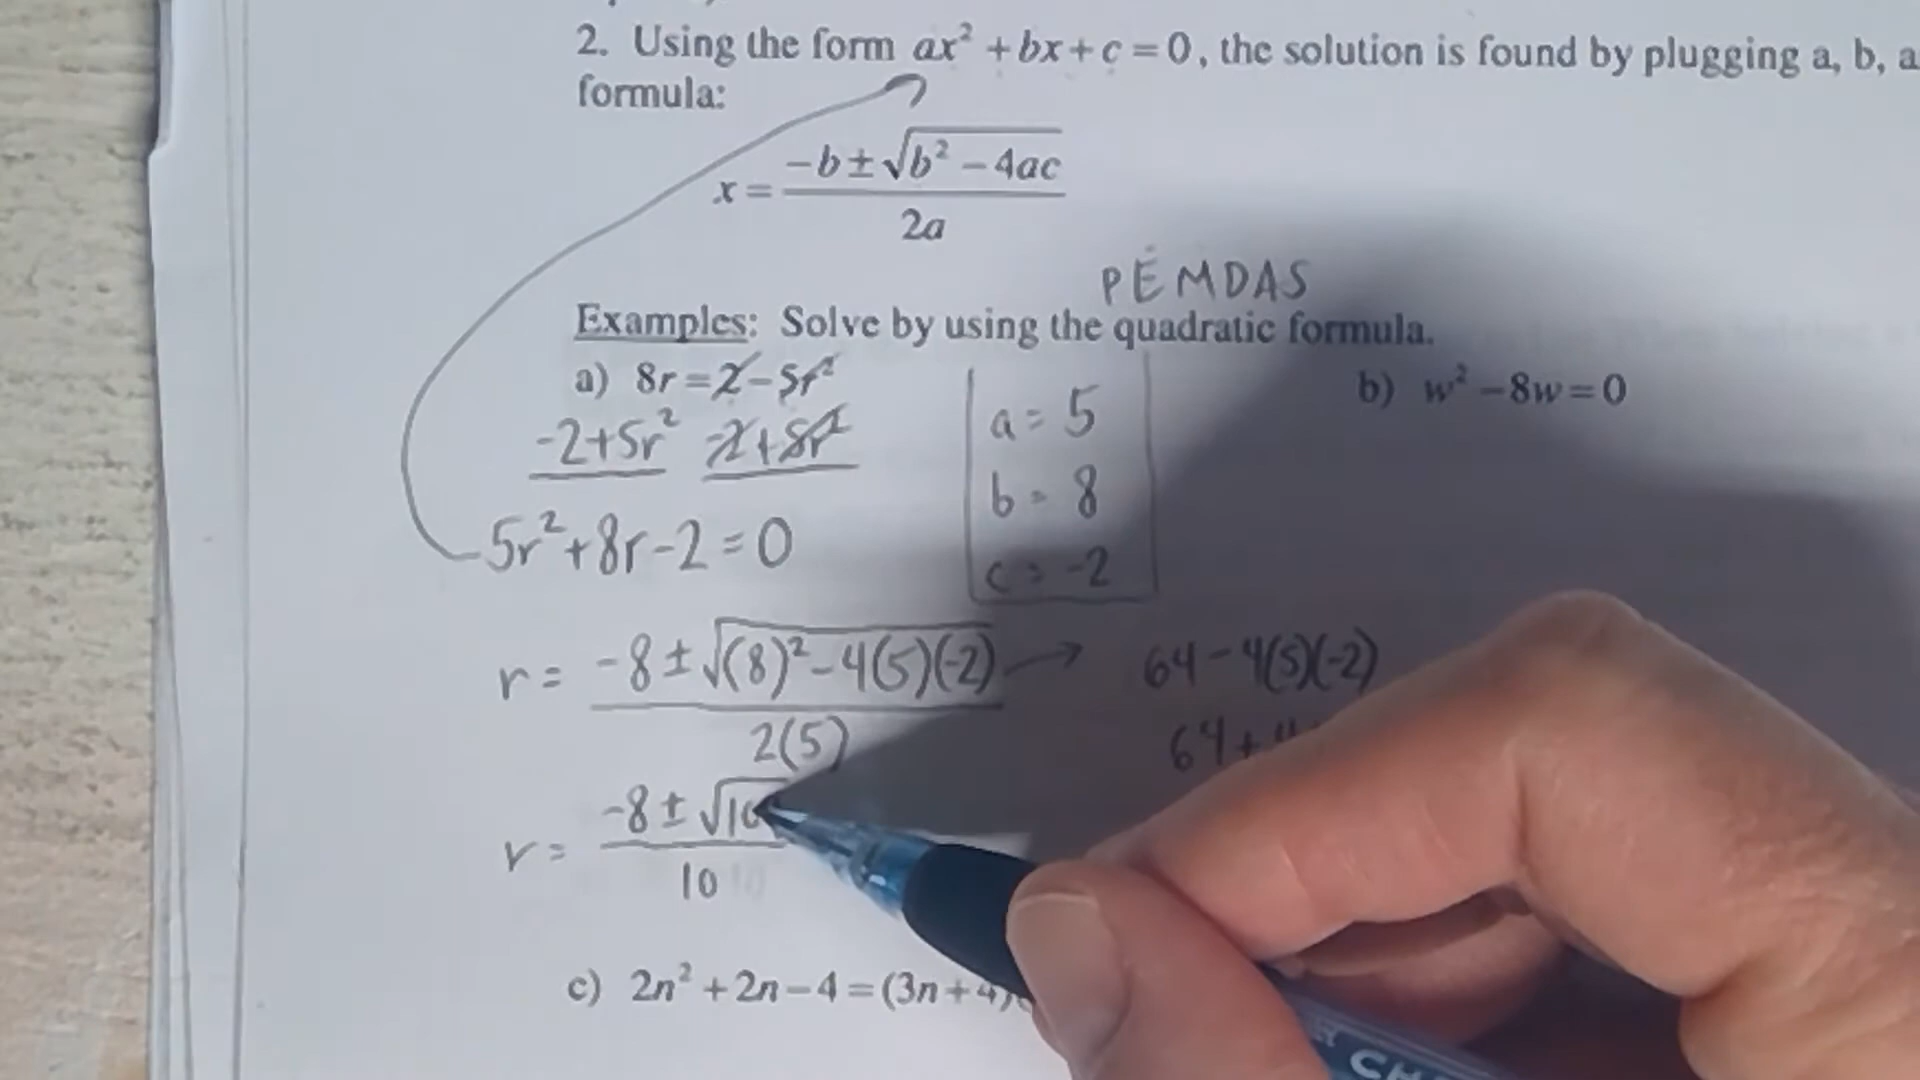 2. Using the form ax² + bx + c = 0, the solution is found by plugging a, b, a
formula:
x = (-b ± √(b² - 4ac)) / 2a
PEMDAS
Examples: Solve by using the quadratic formula.
a) 8r = 2 - 5r²
-2+5r² -2+5r²
5r² + 8r - 2 = 0
a = 5
b = 8
c = -2
b) w² - 8w = 0
r = (-8 ± √((8)² - 4(5)(-2))) / 2(5) → 64 - 4(5)(-2)
64 +
r = (-8 ± √10 / 10
c) 2n² + 2n - 4 = (3n + 4)